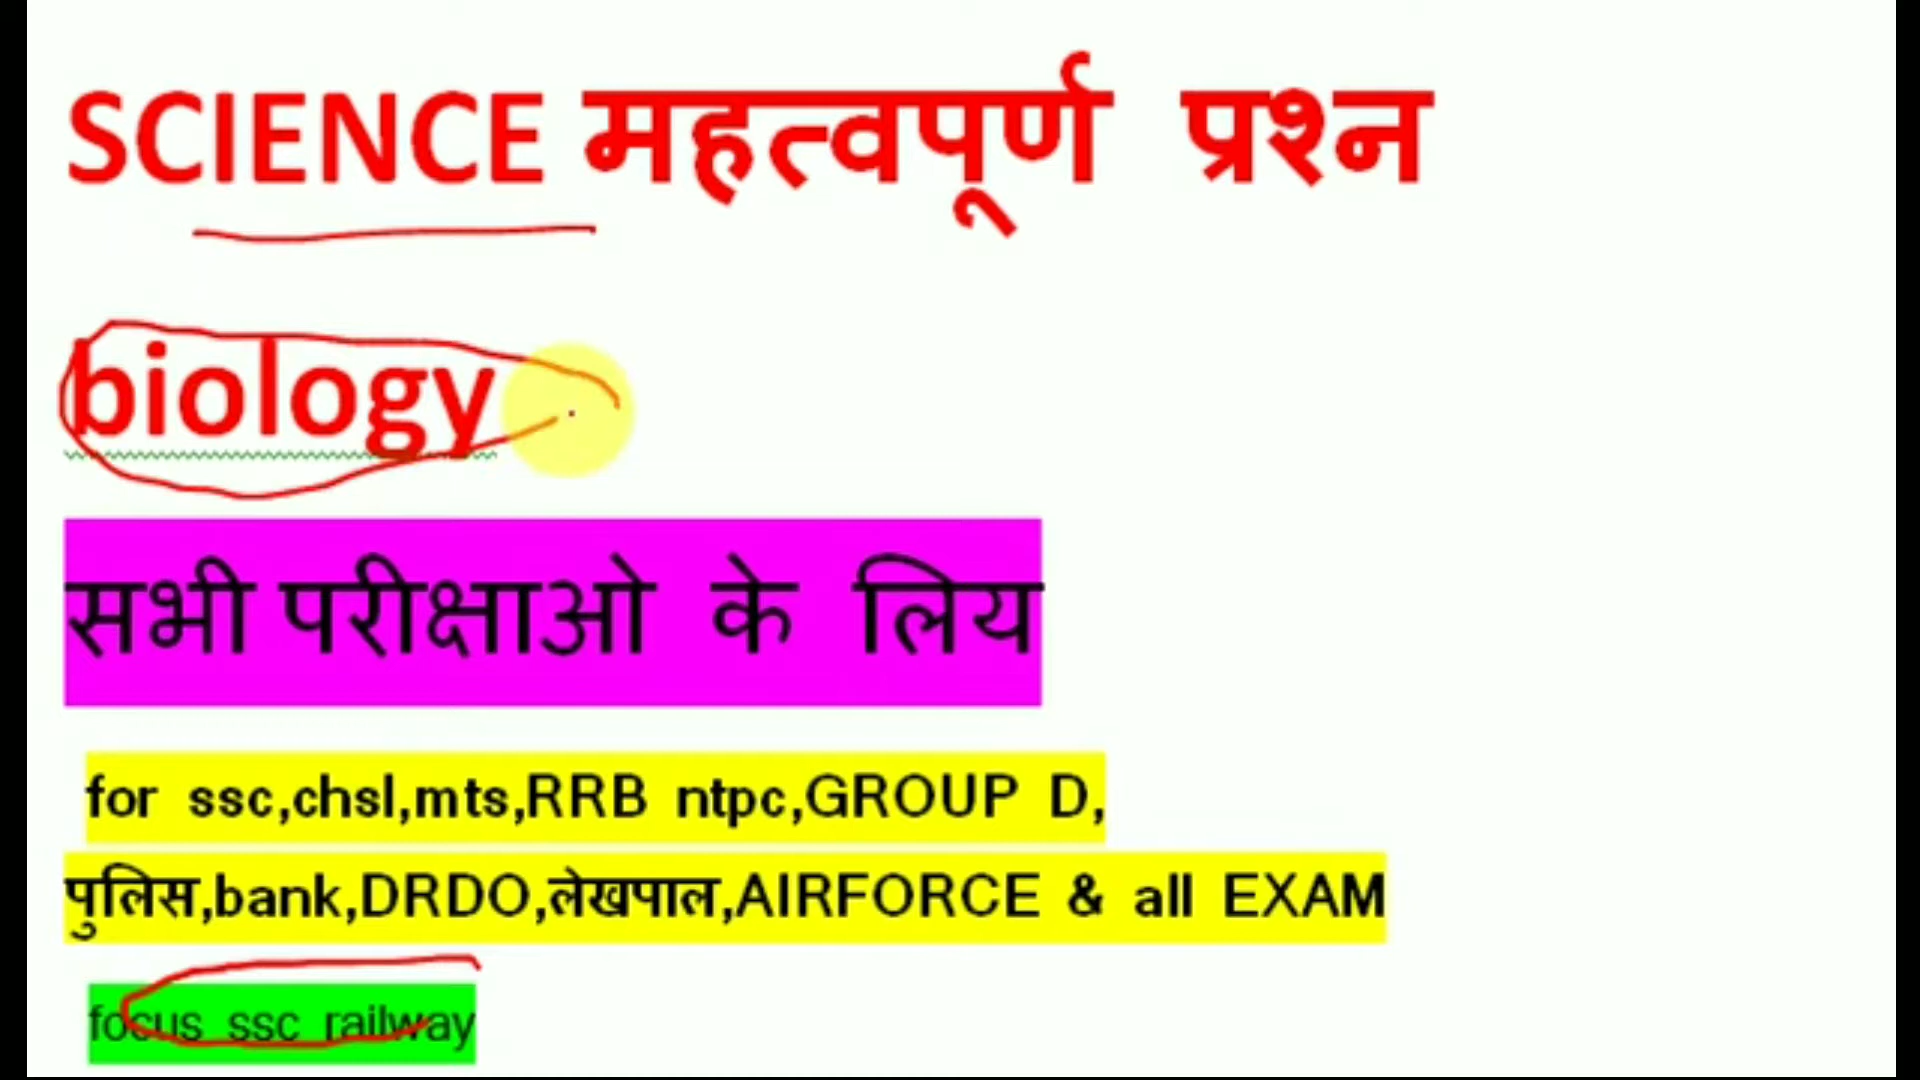 SCIENCE महत्वपूर्ण प्रश्न
biology
सभी परीक्षाओ के लिय
for ssc,chsl,mts,RRB ntpc,GROUP D,
पुलिस,bank,DRDO,लेखपाल,AIRFORCE & all EXAM
focus ssc railway